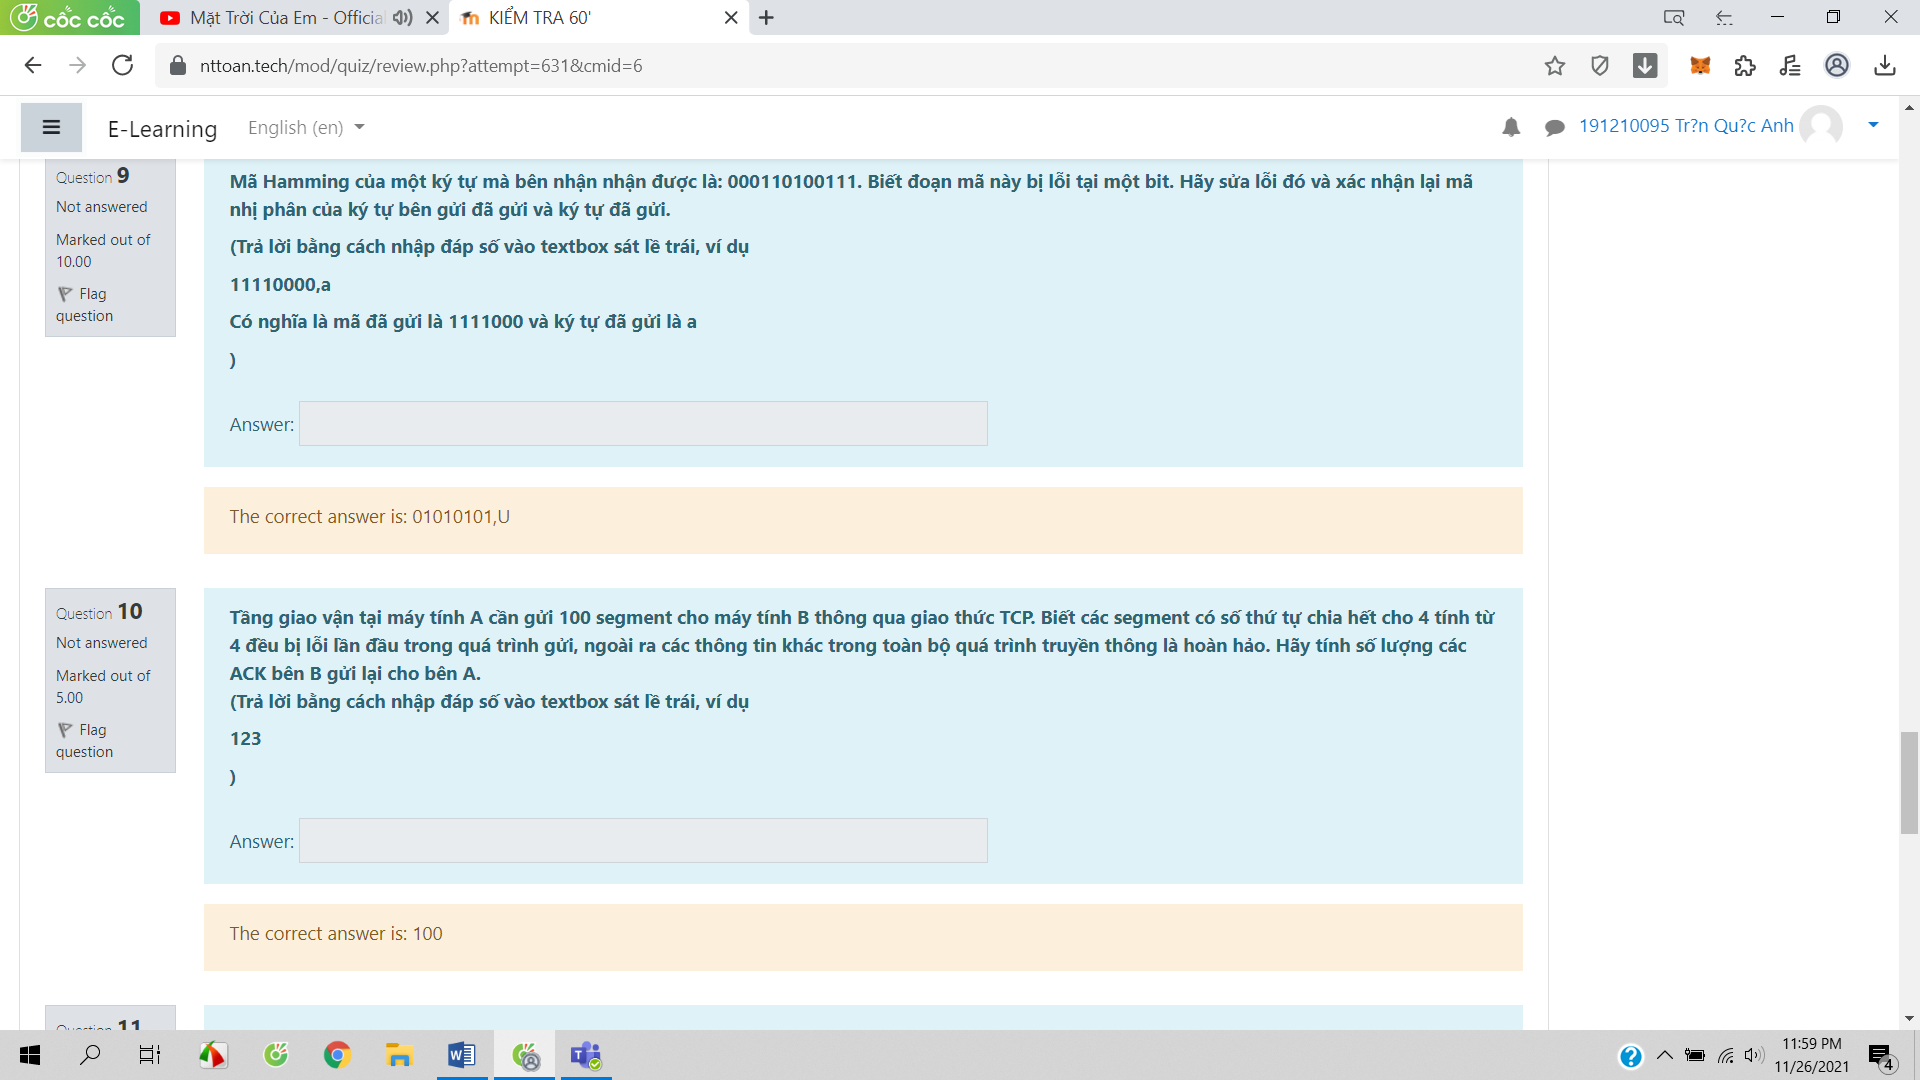 cốc cốc
Mặt Trời Của Em - Official
KIỂM TRA 60'
nttoan.tech/mod/quiz/review.php?attempt=631&cmid=6
E-Learning
English (en)
191210095 Tr?n Qu?c Anh
Question 9
Not answered
Marked out of
10.00
Flag
question
Mã Hamming của một ký tự mà bên nhận nhận được là: 000110100111. Biết đoạn mã này bị lỗi tại một bit. Hãy sửa lỗi đó và xác nhận lại mã
nhị phân của ký tự bên gửi đã gửi và ký tự đã gửi.
(Trả lời bằng cách nhập đáp số vào textbox sát lề trái, ví dụ
11110000,a
Có nghĩa là mã đã gửi là 1111000 và ký tự đã gửi là a
)
Answer:
The correct answer is: 01010101,U
Question 10
Not answered
Marked out of
5.00
Flag
question
Tầng giao vận tại máy tính A cần gửi 100 segment cho máy tính B thông qua giao thức TCP. Biết các segment có số thứ tự chia hết cho 4 tính từ
4 đều bị lỗi lần đầu trong quá trình gửi, ngoài ra các thông tin khác trong toàn bộ quá trình truyền thông là hoàn hảo. Hãy tính số lượng các
ACK bên B gửi lại cho bên A.
(Trả lời bằng cách nhập đáp số vào textbox sát lề trái, ví dụ
123
)
Answer:
The correct answer is: 100
Question 11
11:59 PM
11/26/2021
4